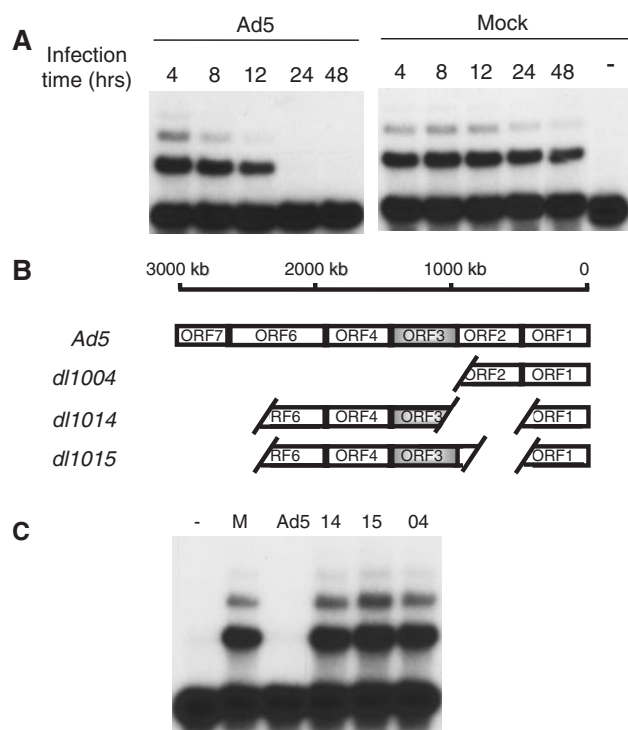 A
Ad5
Mock
Infection
time (hrs)
4 8 12 24 48
4 8 12 24 48 -
B
3000 kb 2000 kb 1000 kb 0
Ad5 ORF7 ORF6 ORF4 ORF3 ORF2 ORF1
dl1004 ORF2 ORF1
dl1014 RF6 ORF4 ORF3 ORF1
dl1015 RF6 ORF4 ORF3 ORF1
C
- M Ad5 14 15 04